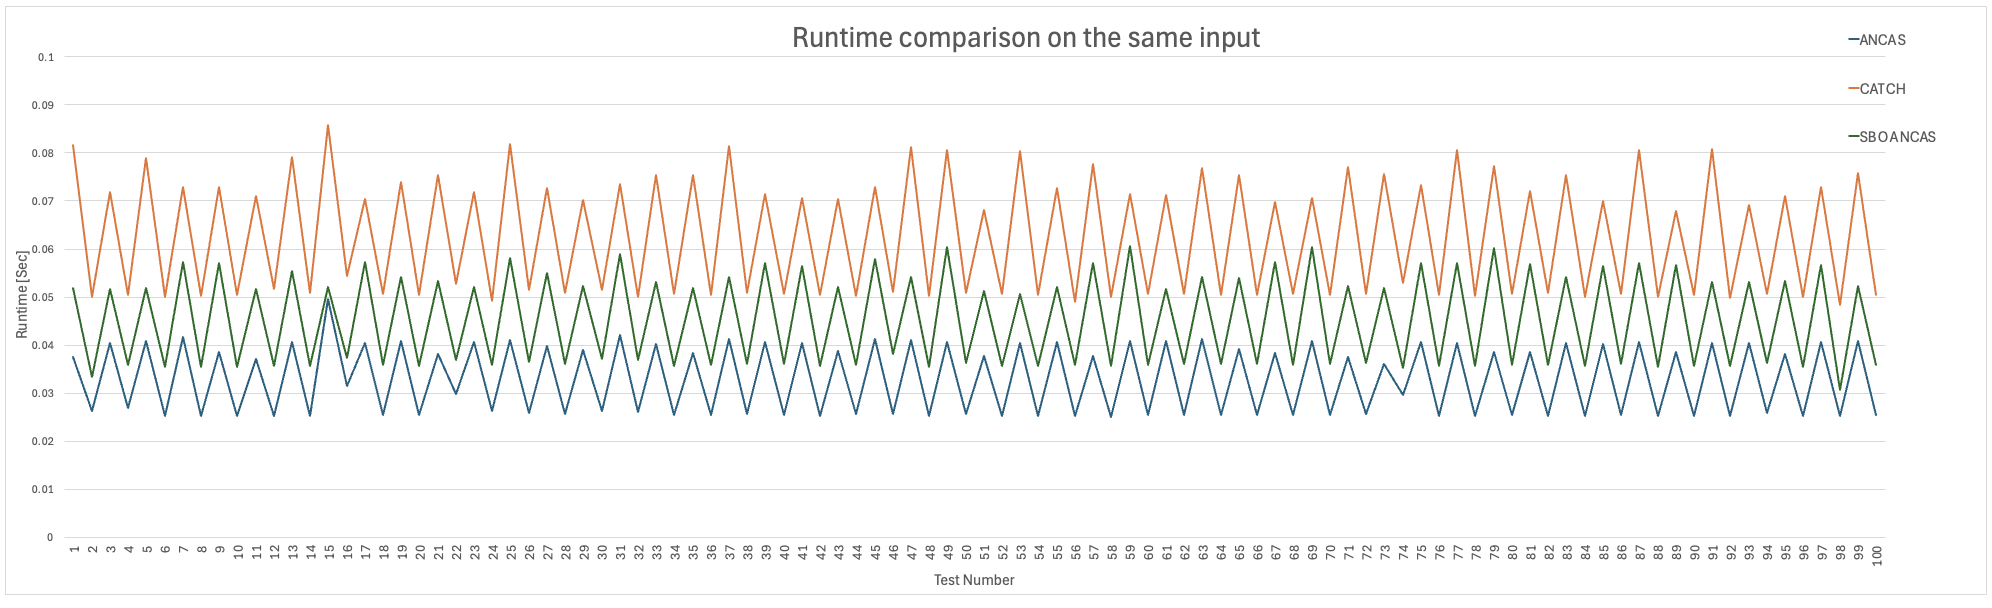 Runtime comparison on the same input
ANCAS
CATCH
SBO ANCAS
0.1
0.09
0.08
0.07
0.06
0.05
0.04
0.03
0.02
0.01
0
Runtime [Sec]
1 2 3 4 5 6 7 8 9 10 11 12 13 14 15 16 17 18 19 20 21 22 23 24 25 26 27 28 29 30 31 32 33 34 35 36 37 38 39 40 41 42 43 44 45 46 47 48 49 50 51 52 53 54 55 56 57 58 59 60 61 62 63 64 65 66 67 68 69 70 71 72 73 74 75 76 77 78 79 80 81 82 83 84 85 86 87 88 89 90 91 92 93 94 95 96 97 98 99 100
Test Number